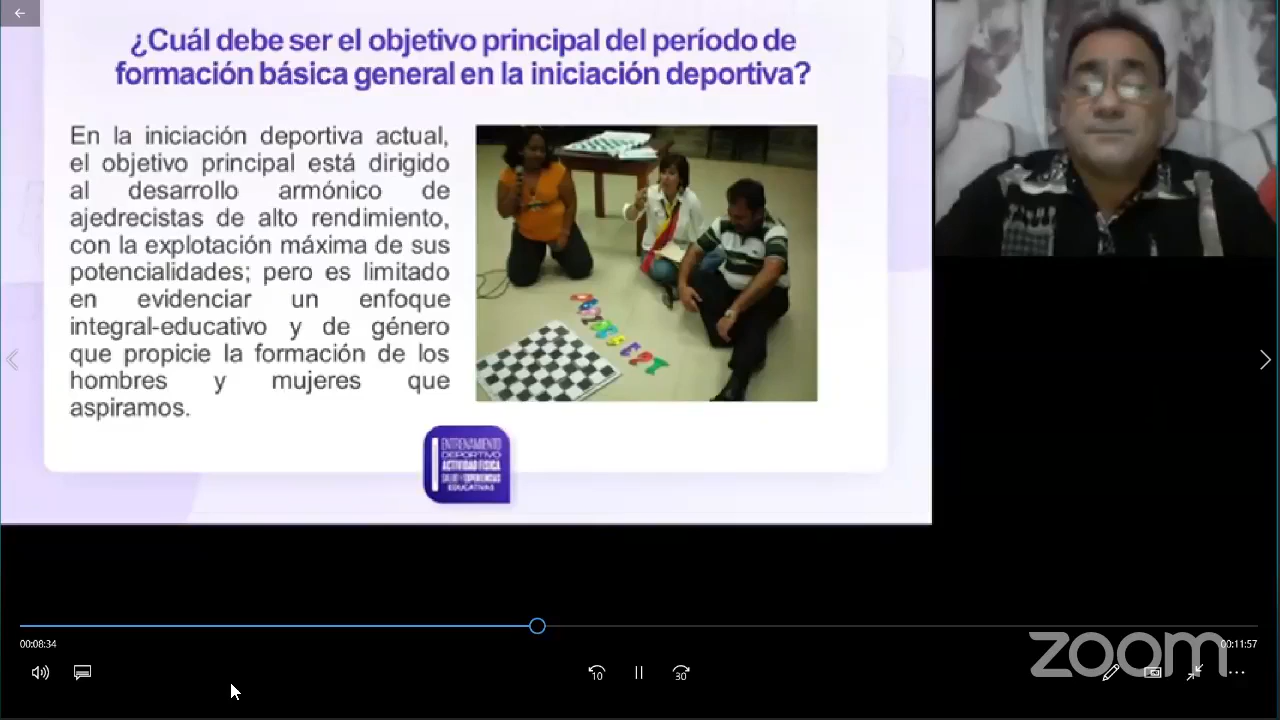 ¿Cuál debe ser el objetivo principal del período de
formación básica general en la iniciación deportiva?
En la iniciación deportiva actual,
el objetivo principal está dirigido
al desarrollo armónico de
ajedrecistas de alto rendimiento,
con la explotación máxima de sus
potencialidades; pero es limitado
en evidenciar un enfoque
integral-educativo y de género
que propicie la formación de los
hombres y mujeres que
aspiramos.
ENTRENAMIENTO
DEPORTIVO
ACTIVIDAD FÍSICA
EDUCATIVAS
00:08:34
00:11:57
10
30
zoom